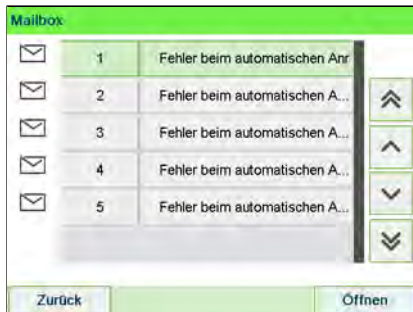 Mailbox
1 Fehler beim automatischen Anr
2 Fehler beim automatischen A...
3 Fehler beim automatischen A...
4 Fehler beim automatischen A...
5 Fehler beim automatischen A...
Zurück Öffnen